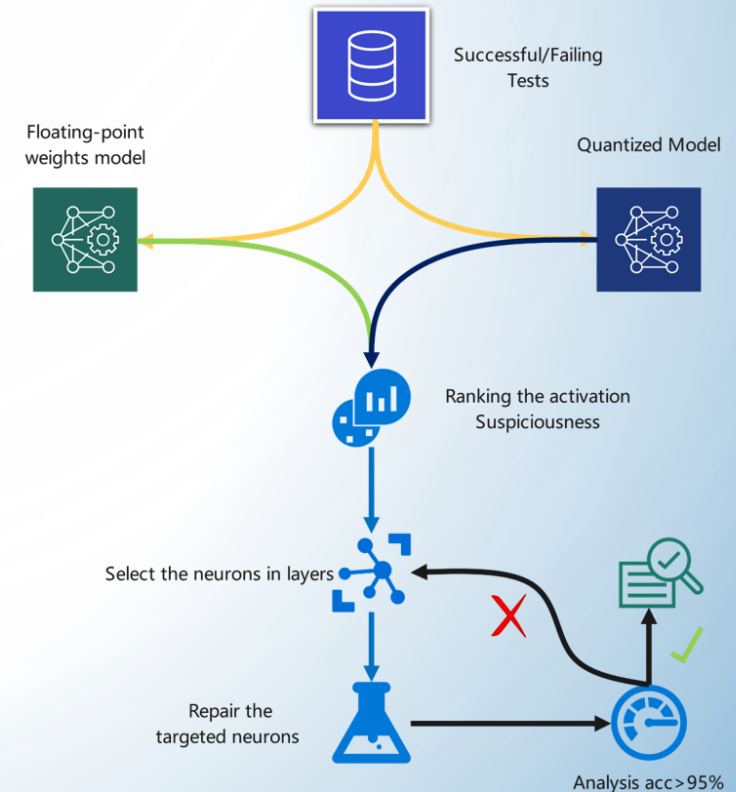 Successful/Failing
Tests
Floating-point
weights model
Quantized Model
Ranking the activation
Suspiciousness
Select the neurons in layers
Repair the
targeted neurons
Analysis acc>95%